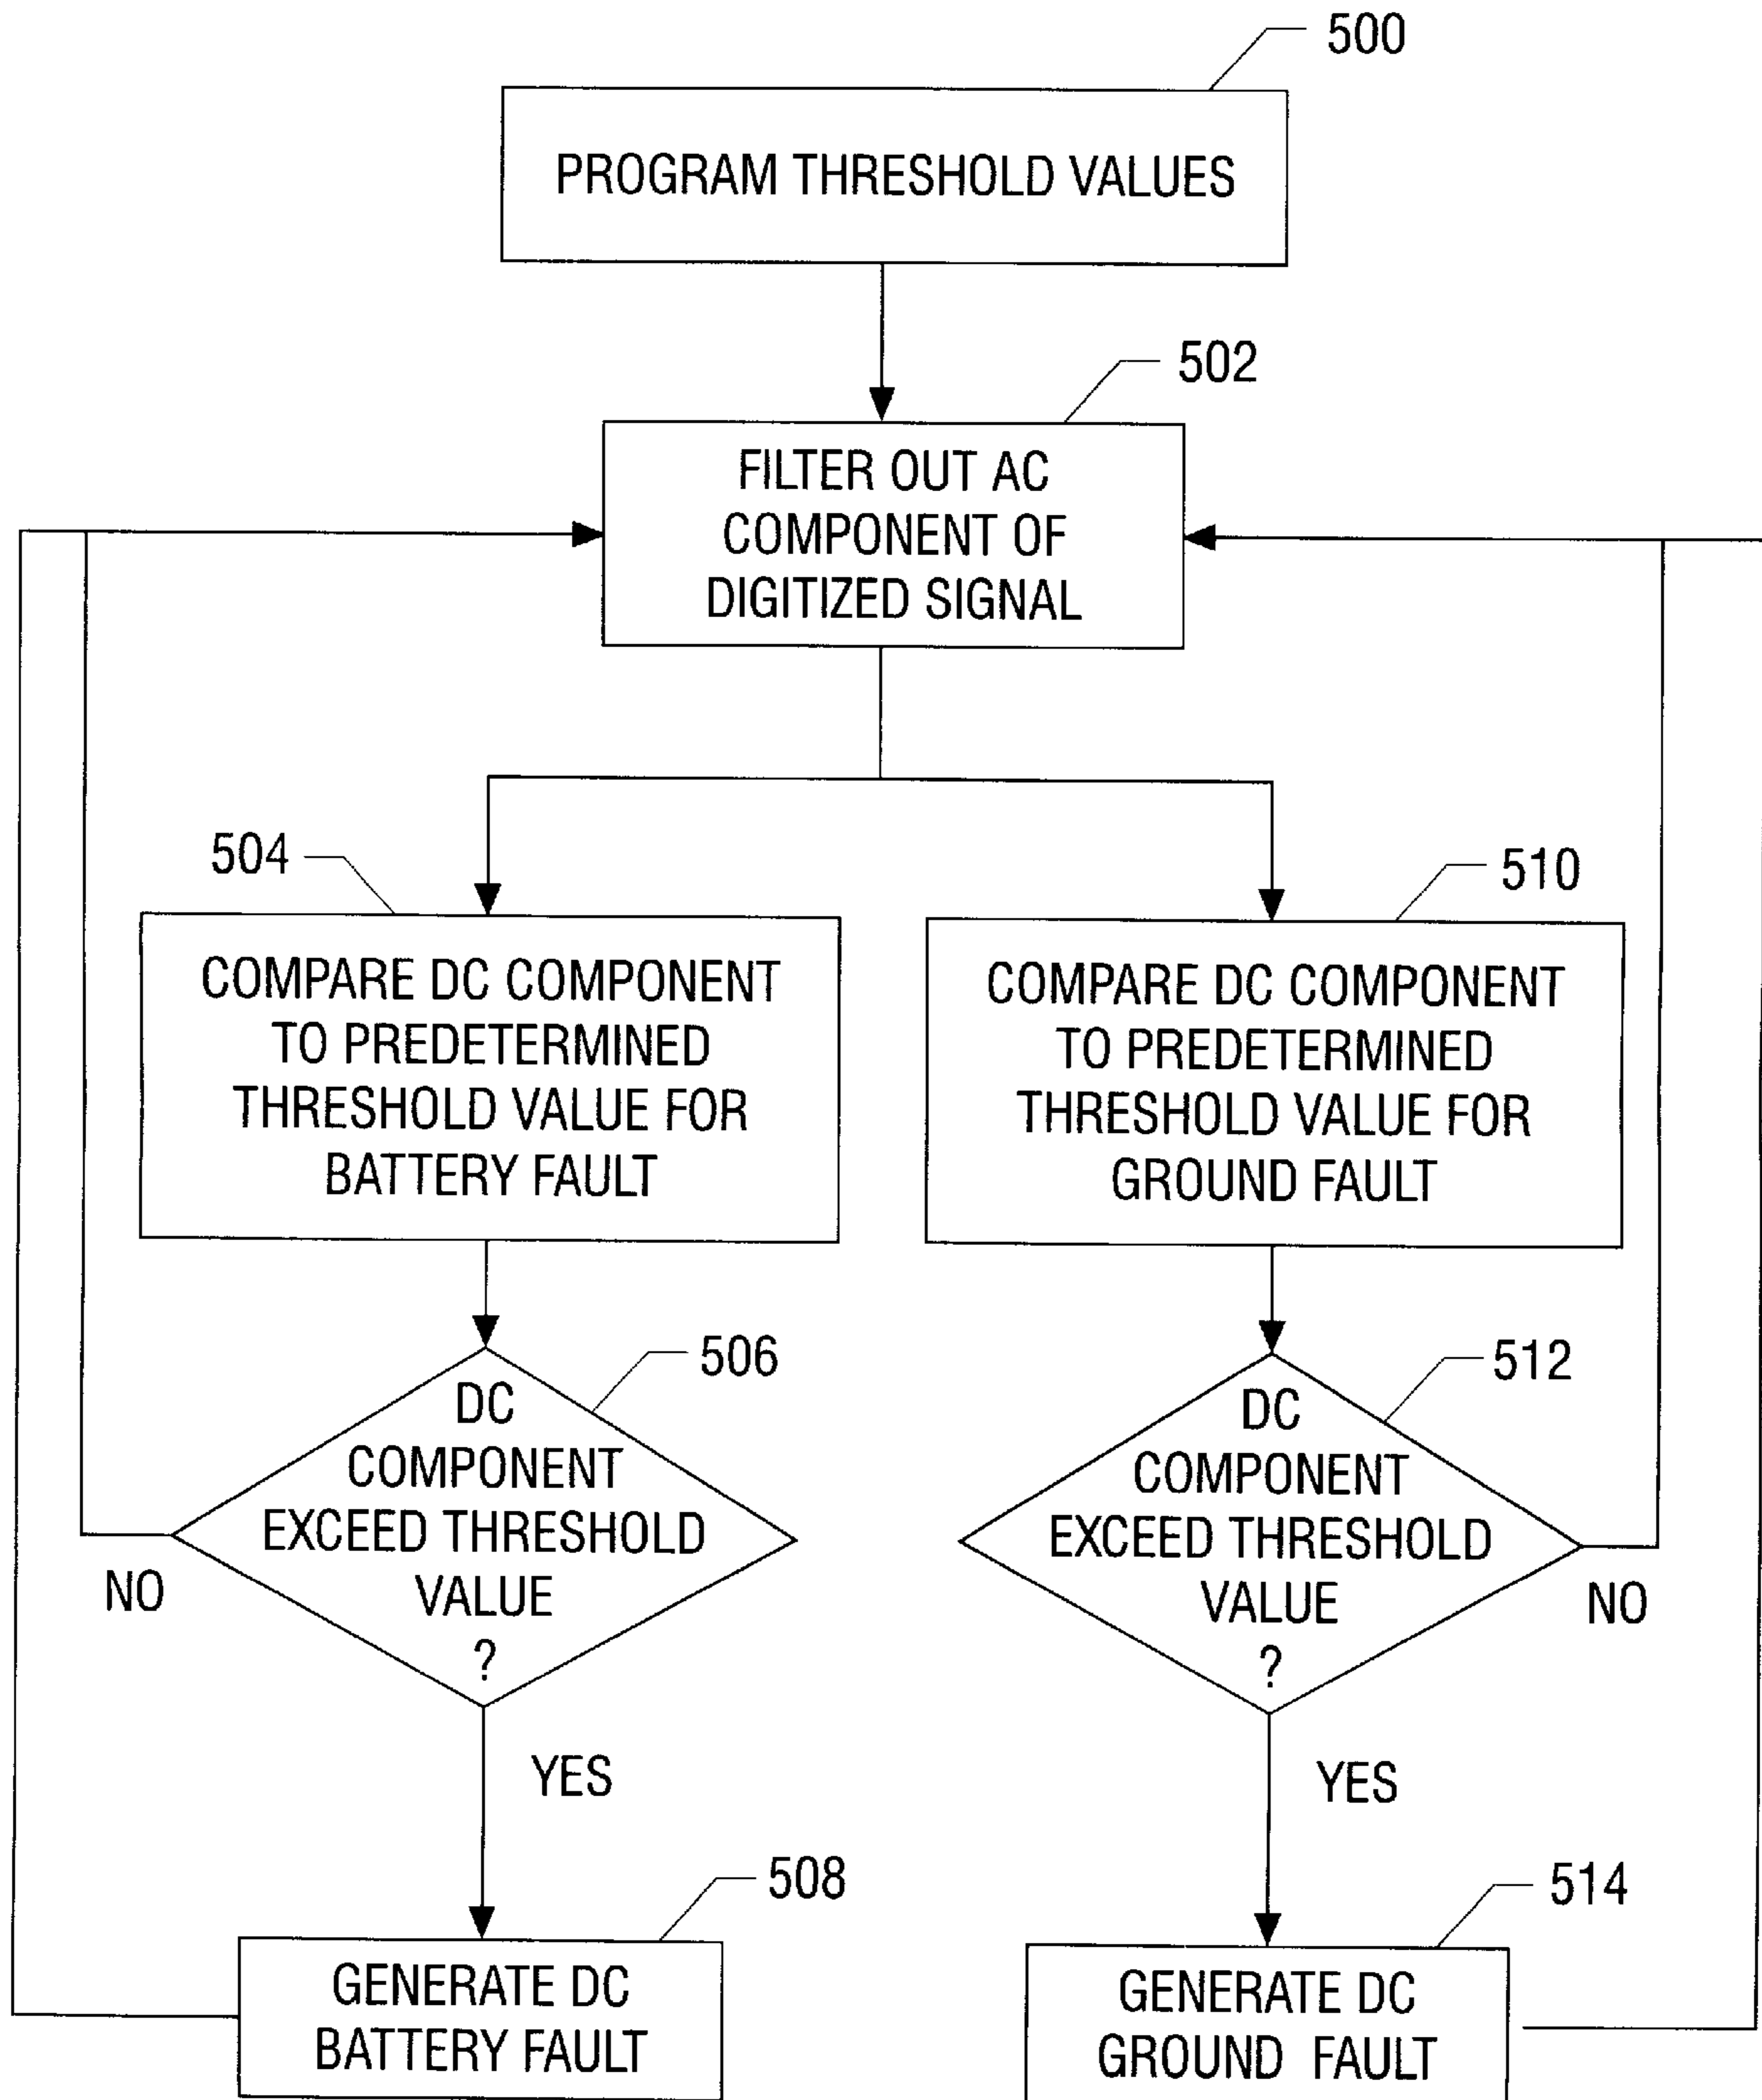 500
PROGRAM THRESHOLD VALUES
502
FILTER OUT AC
COMPONENT OF
DIGITIZED SIGNAL
504
COMPARE DC COMPONENT
TO PREDETERMINED
THRESHOLD VALUE FOR
BATTERY FAULT
510
COMPARE DC COMPONENT
TO PREDETERMINED
THRESHOLD VALUE FOR
GROUND FAULT
506
DC
COMPONENT
EXCEED THRESHOLD
VALUE
?
NO
YES
512
DC
COMPONENT
EXCEED THRESHOLD
VALUE
?
NO
YES
508
GENERATE DC
BATTERY FAULT
514
GENERATE DC
GROUND FAULT